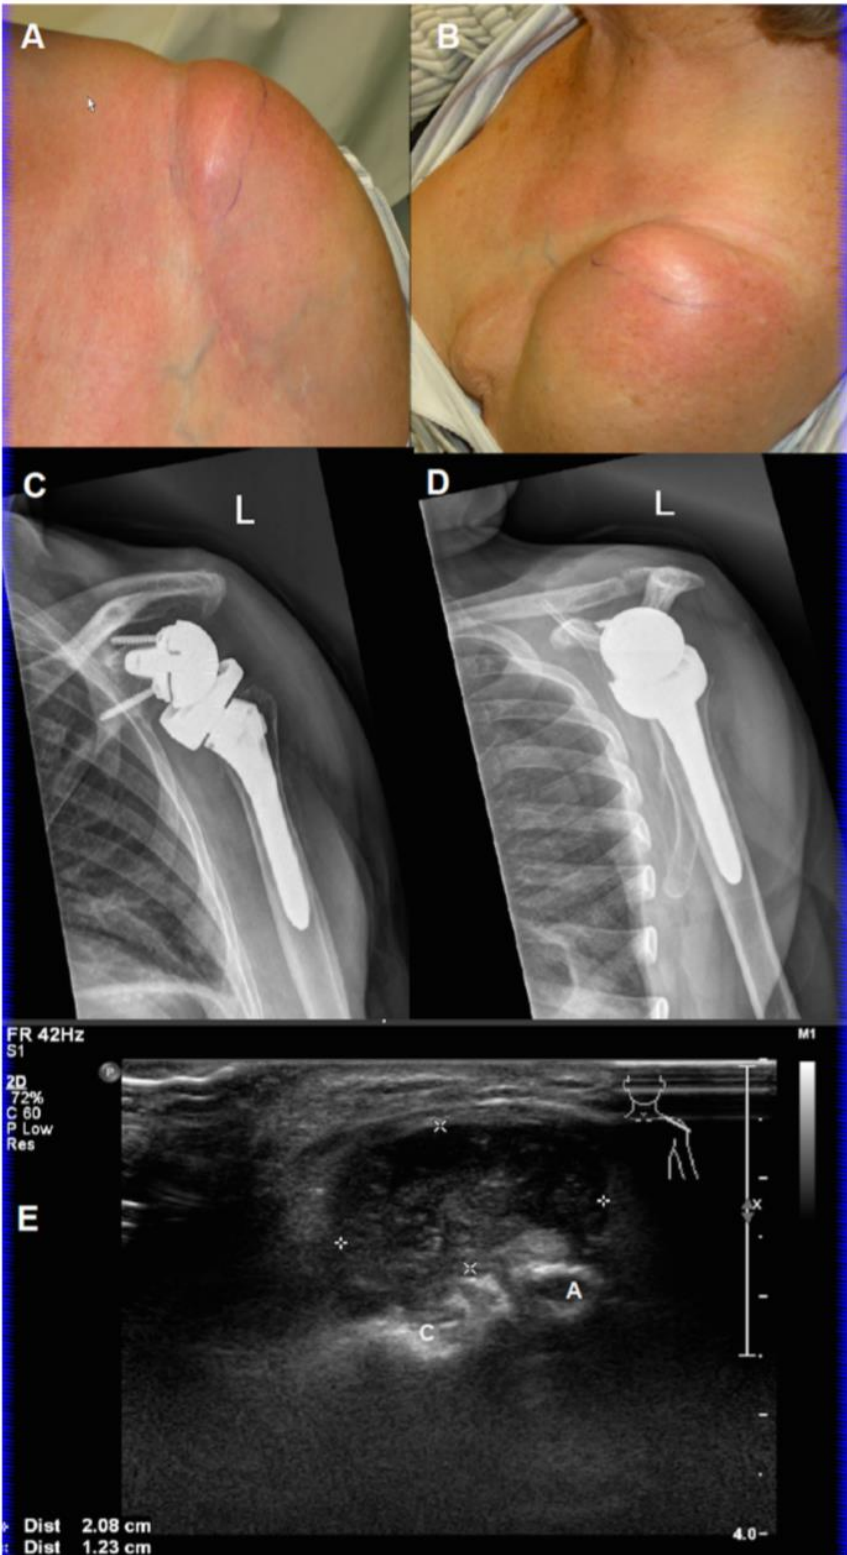 A
B
C
L
D
L
FR 42Hz
S1
M1
P
2D
72%
C 60
P Low
Res
X
E
A
C
Dist 2.08 cm
Dist 1.23 cm
4.0